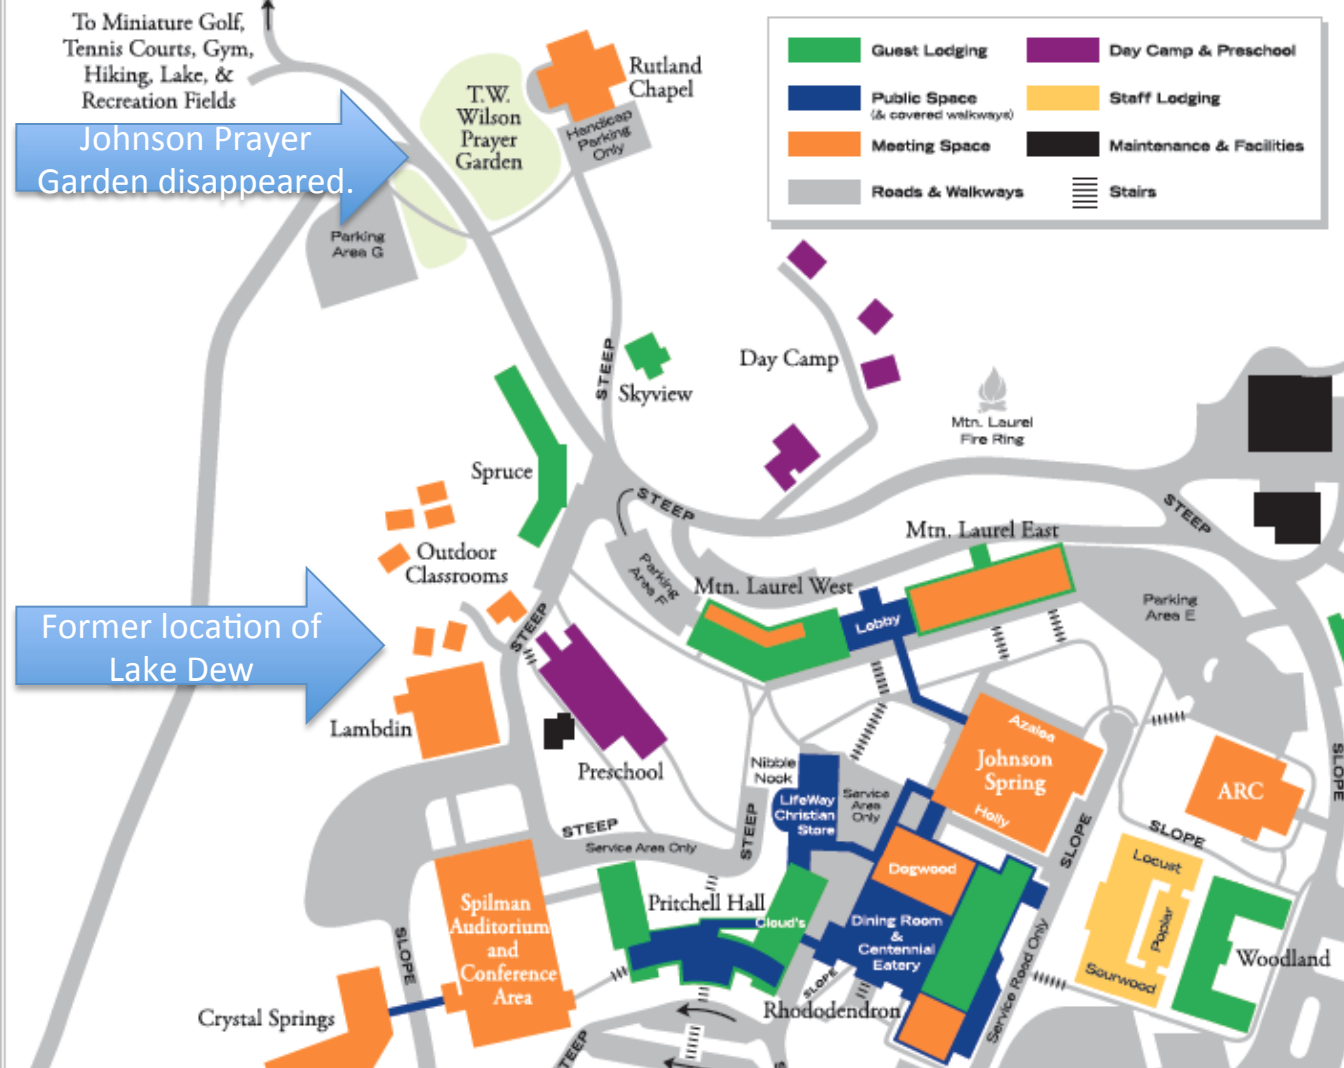 To Miniature Golf,
Tennis Courts, Gym,
Hiking, Lake, &
Recreation Fields
Johnson Prayer
Garden disappeared.
T.W.
Wilson
Prayer
Garden
Rutland
Chapel
Handicap
Parking
Only
Guest Lodging
Public Space
(& covered walkways)
Meeting Space
Roads & Walkways
Day Camp & Preschool
Staff Lodging
Maintenance & Facilities
Stairs
Parking
Area G
STEEP
Skyview
Day Camp
Mtn. Laurel
Fire Ring
Spruce
STEEP
STEEP
Outdoor
Classrooms
Parking
Area F
Mtn. Laurel West
Mtn. Laurel East
Lobby
Parking
Area E
STEEP
Former location of
Lake Dew
Lambdin
Preschool
Nibble
Nook
LifeWay
Christian
Store
Service
Area
Only
Azalea
Johnson
Spring
Holly
ARC
SLOPE
SLOPE
SLOPE
STEEP
Service Area Only
STEEP
Spilman
Auditorium
and
Conference
Area
Pritchell Hall
Cloud's
Dogwood
Dining Room
&
Centennial
Eatery
Locust
Poplar
Sourwood
Woodland
SLOPE
Crystal Springs
SLOPE
Rhododendron
Service Road Only
STEEP